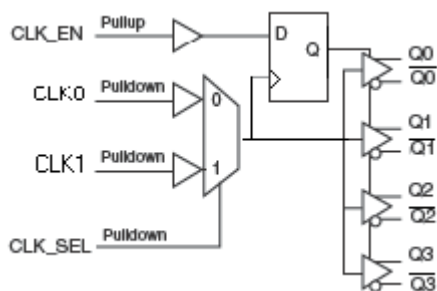 CLK_EN Pullup
D
Q
Q0
Q0
CLK0 Pulldown
0
Q1
Q1
CLK1 Pulldown
1
Q2
Q2
CLK_SEL Pulldown
Q3
Q3